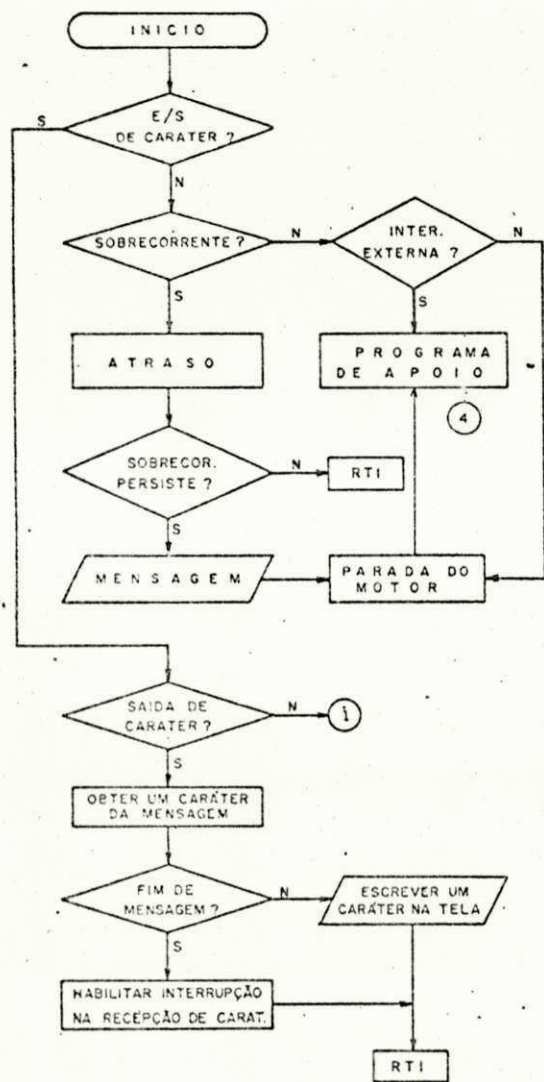 INICIO
S
E/S
DE CARATER ?
N
SOBRECORRENTE ?
N
INTER.
EXTERNA ?
N
S
S
ATRASO
PROGRAMA
DE APOIO
4
SOBRECOR.
PERSISTE ?
N
RTI
S
MENSAGEM
PARADA DO
MOTOR
SAIDA DE
CARATER ?
N
1
S
OBTER UM CARÁTER
DA MENSAGEM
FIM DE
MENSAGEM ?
N
ESCREVER UM
CARÁTER NA TELA
S
HABILITAR INTERRUPÇÃO
NA RECEPÇÃO DE CARAT.
RTI